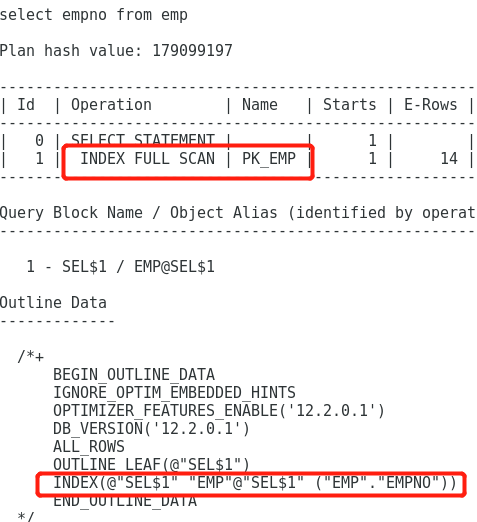 select empno from emp
Plan hash value: 179099197
-----------------------------------------------------
| Id  | Operation        | Name   | Starts | E-Rows |
-----------------------------------------------------
|   0 | SELECT STATEMENT |        |      1 |        |
|   1 |  INDEX FULL SCAN | PK_EMP |      1 |     14 |
-----------------------------------------------------
Query Block Name / Object Alias (identified by operat
-----------------------------------------------------
   1 - SEL$1 / EMP@SEL$1
Outline Data
-------------
  /*+
      BEGIN_OUTLINE_DATA
      IGNORE_OPTIM_EMBEDDED_HINTS
      OPTIMIZER_FEATURES_ENABLE('12.2.0.1')
      DB_VERSION('12.2.0.1')
      ALL_ROWS
      OUTLINE_LEAF(@"SEL$1")
      INDEX(@"SEL$1" "EMP"@"SEL$1" ("EMP"."EMPNO"))
      END_OUTLINE_DATA
  */